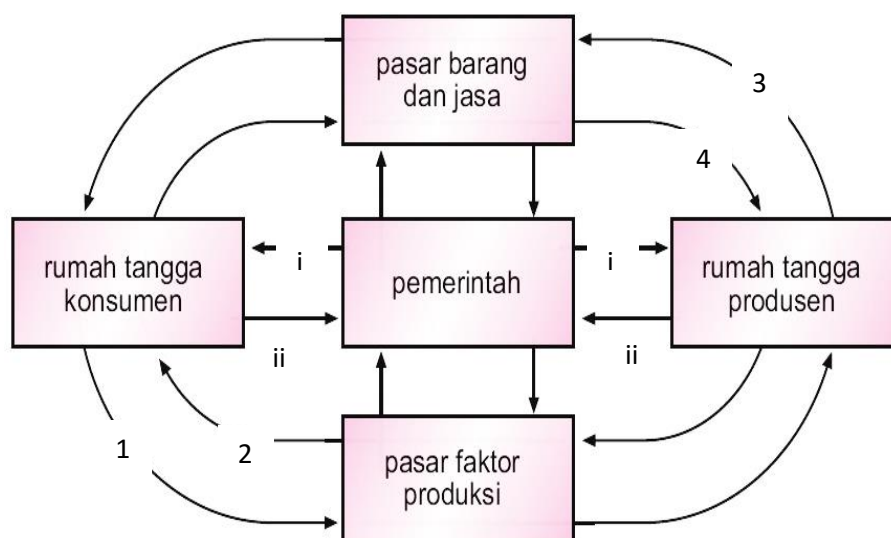 pasar barang
dan jasa
3
4
rumah tangga
konsumen
i
pemerintah
i
rumah tangga
produsen
ii
ii
1
2
pasar faktor
produksi